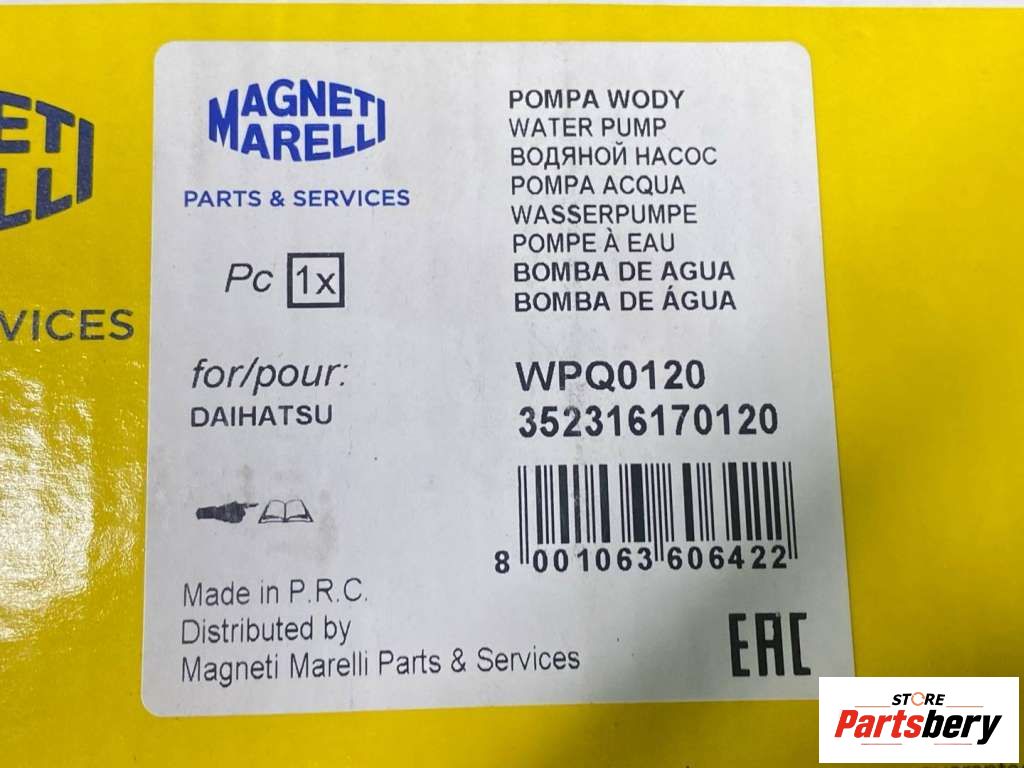 MAGNETI
MARELLI
PARTS & SERVICES
Pc 1x
for/pour:
DAIHATSU
POMPA WODY
WATER PUMP
ВОДЯНОЙ НАСОС
POMPA ACQUA
WASSERPUMPE
POMPE À EAU
BOMBA DE AGUA
BOMBA DE ÁGUA
WPQ0120
352316170120
8 001063 606422
Made in P.R.C.
Distributed by
Magneti Marelli Parts & Services
EAC
ETI
LLI
VICES
STORE
Partsbery